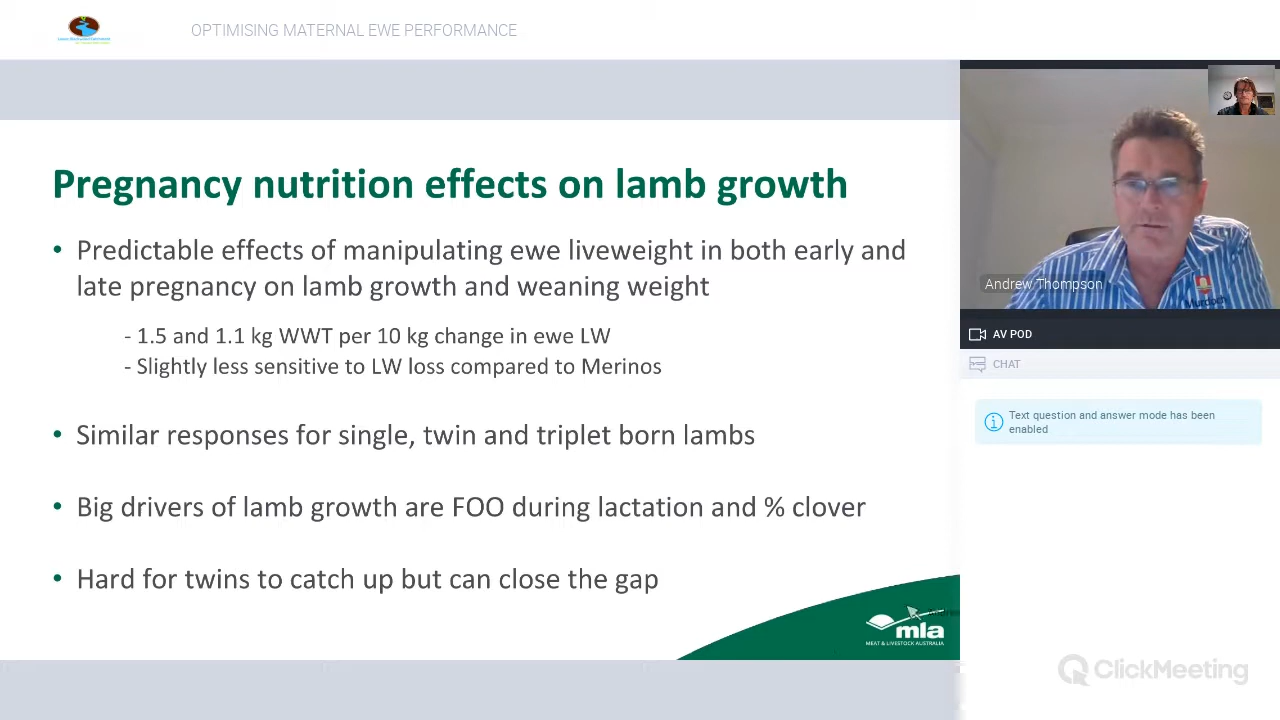 OPTIMISING MATERNAL EWE PERFORMANCE
Pregnancy nutrition effects on lamb growth
• Predictable effects of manipulating ewe liveweight in both early and
late pregnancy on lamb growth and weaning weight
- 1.5 and 1.1 kg WWT per 10 kg change in ewe LW
- Slightly less sensitive to LW loss compared to Merinos
• Similar responses for single, twin and triplet born lambs
• Big drivers of lamb growth are FOO during lactation and % clover
• Hard for twins to catch up but can close the gap
mla
MEAT & LIVESTOCK AUSTRALIA
Andrew Thompson
Murdoch
AV POD
CHAT
Text question and answer mode has been
enabled
ClickMeeting